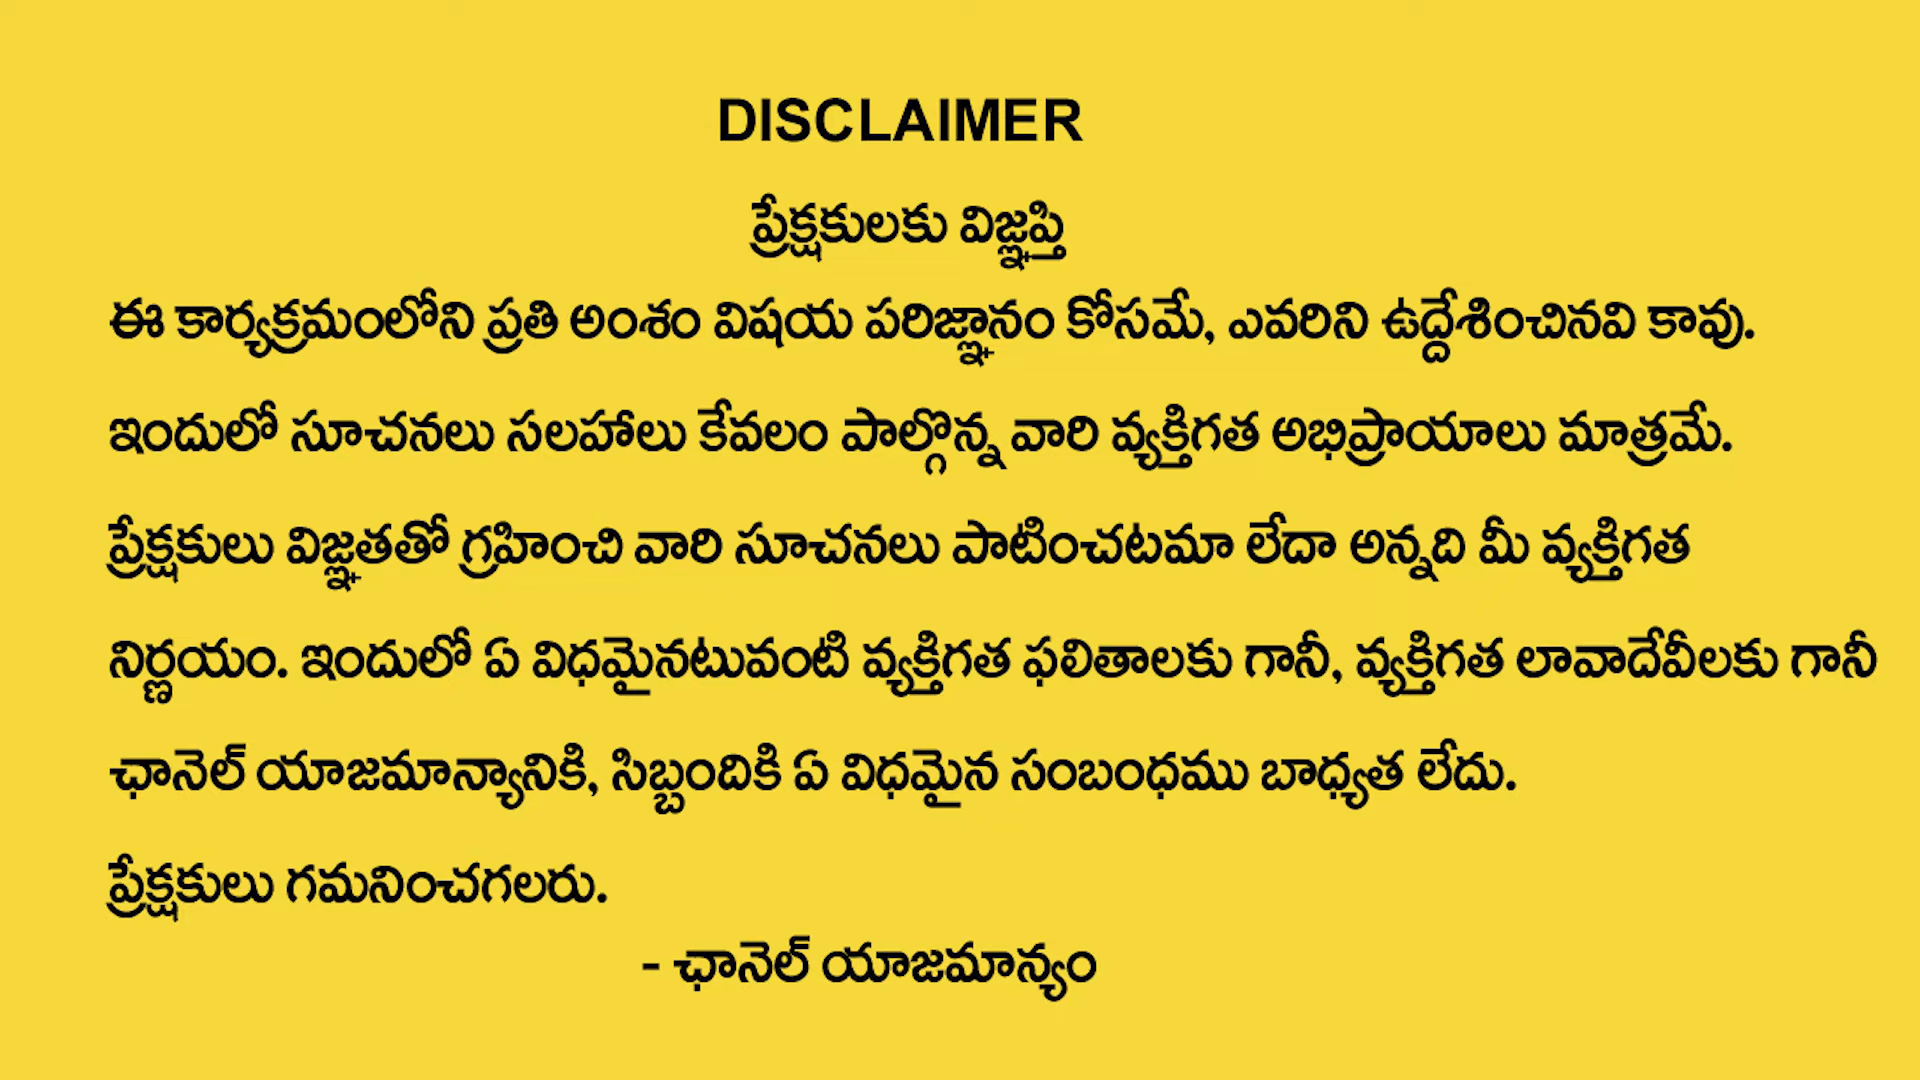 DISCLAIMER
ప్రేక్షకులకు విజ్ఞప్తి
ఈ కార్యక్రమంలోని ప్రతి అంశం విషయ పరిజ్ఞానం కోసమే, ఎవరిని ఉద్దేశించినవి కావు.
ఇందులో సూచనలు సలహాలు కేవలం పాల్గొన్న వారి వ్యక్తిగత అభిప్రాయాలు మాత్రమే.
ప్రేక్షకులు విజ్ఞతతో గ్రహించి వారి సూచనలు పాటించటమా లేదా అన్నది మీ వ్యక్తిగత
నిర్ణయం. ఇందులో ఏ విధమైనటువంటి వ్యక్తిగత ఫలితాలకు గానీ, వ్యక్తిగత లావాదేవీలకు గానీ
ఛానెల్ యాజమాన్యానికి, సిబ్బందికి ఏ విధమైన సంబంధము బాధ్యత లేదు.
ప్రేక్షకులు గమనించగలరు.
- ఛానెల్ యాజమాన్యం